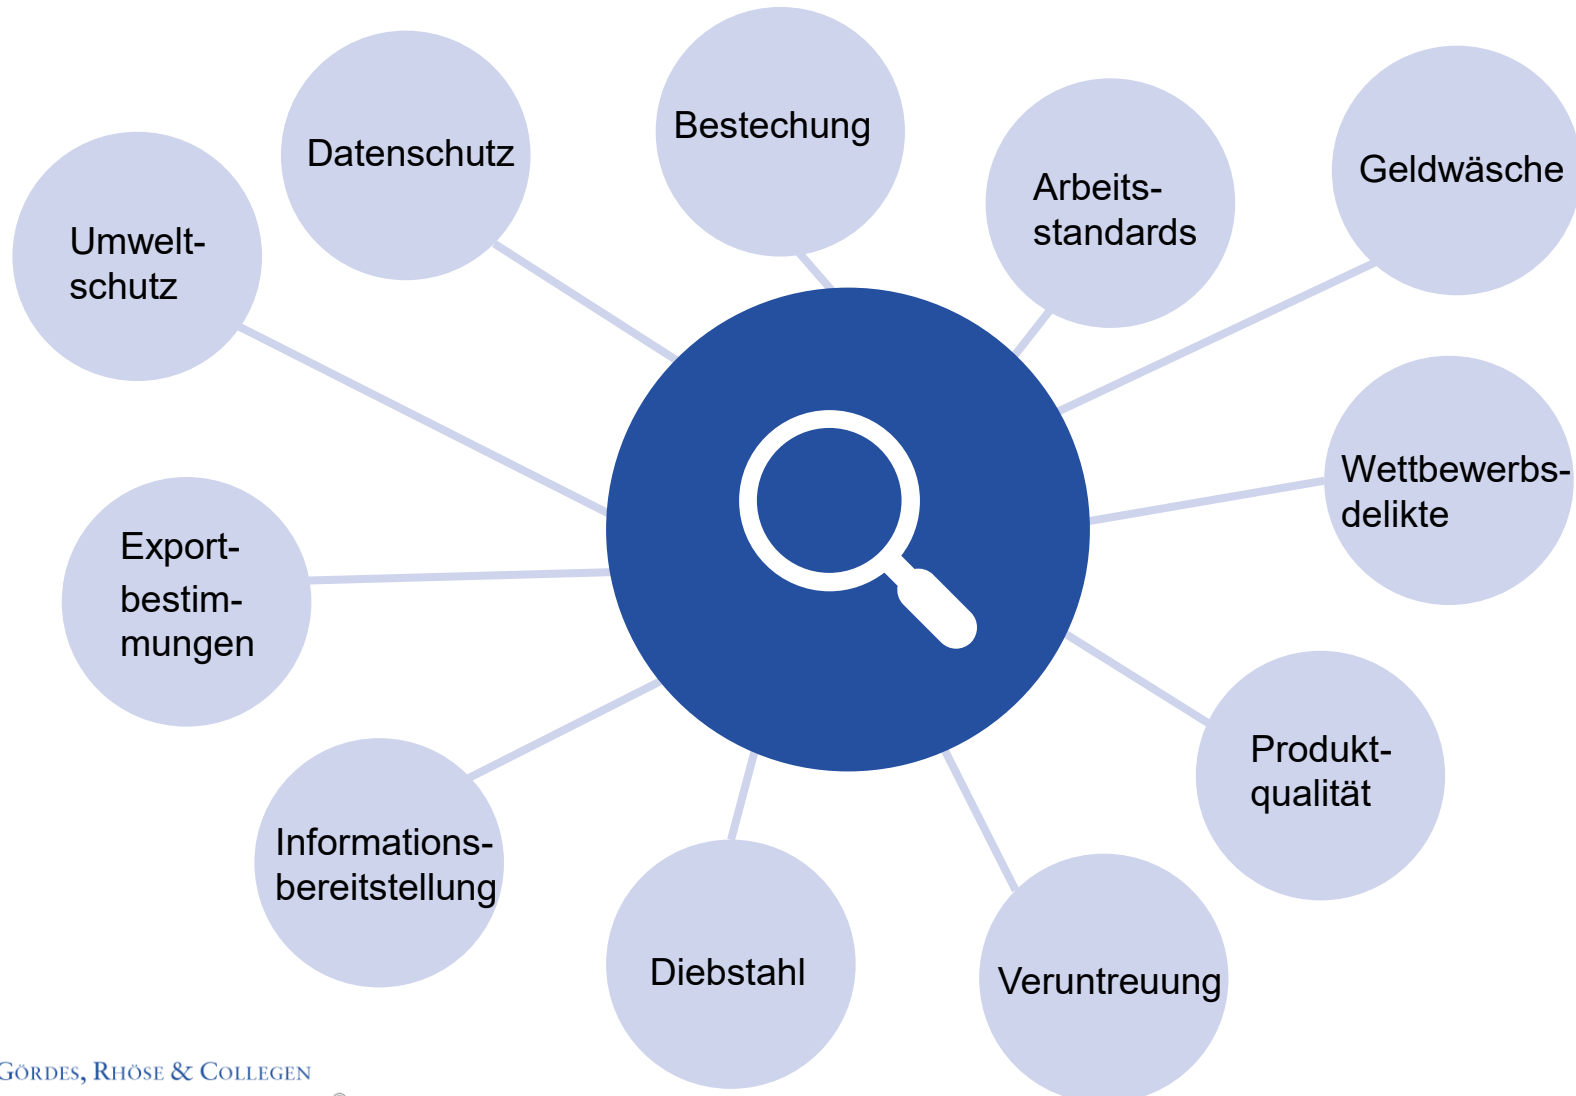 Bestechung
Datenschutz
Arbeits-
standards
Geldwäsche
Umwelt-
schutz
Wettbewerbs-
delikte
Export-
bestim-
mungen
Produkt-
qualität
Informations-
bereitstellung
Diebstahl
Veruntreuung
GÖRDES, RHÖSE & COLLEGEN
©